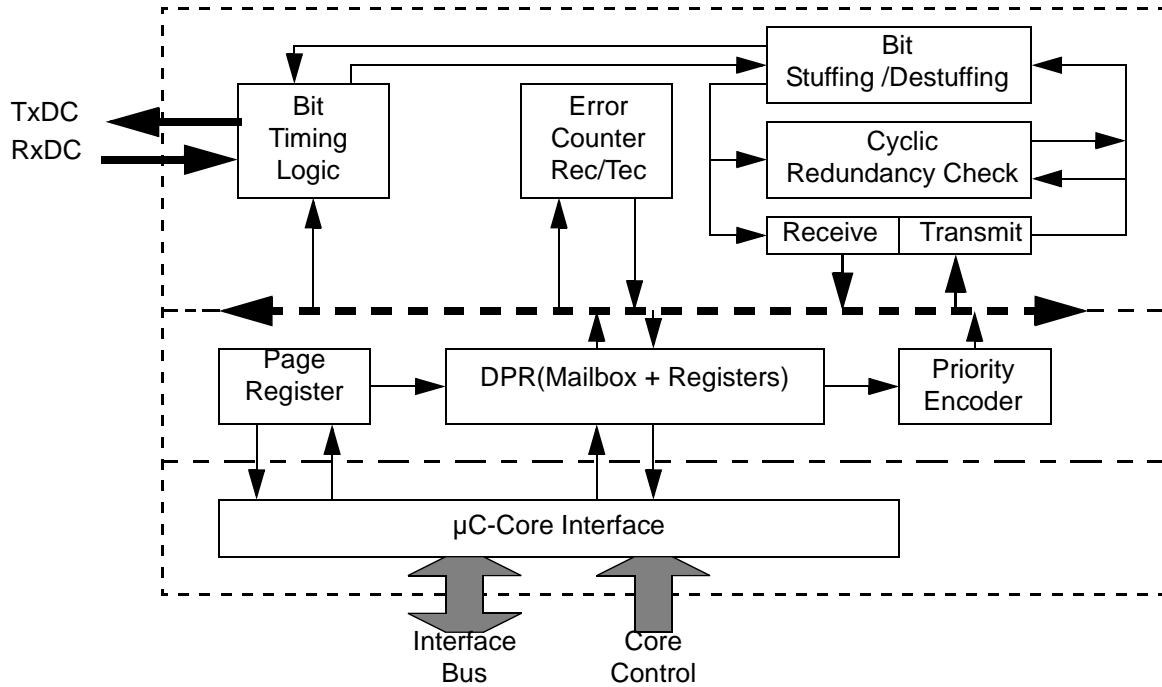 Bit
Stuffing /Destuffing
TxDC
RxDC
Bit
Timing
Logic
Error
Counter
Rec/Tec
Cyclic
Redundancy Check
Receive
Transmit
Page
Register
DPR(Mailbox + Registers)
Priority
Encoder
µC-Core Interface
Interface
Bus
Core
Control